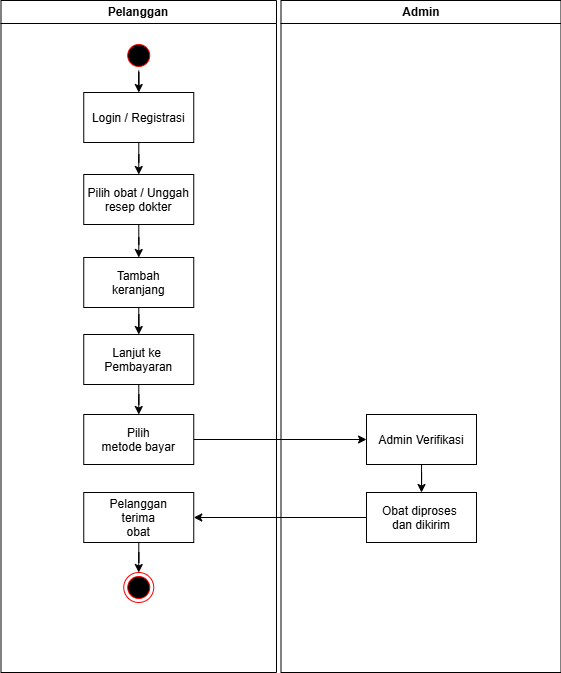 Pelanggan
Admin
Login / Registrasi
Pilih obat / Unggah
resep dokter
Tambah
keranjang
Lanjut ke
Pembayaran
Pilih
metode bayar
Admin Verifikasi
Obat diproses
dan dikirim
Pelanggan
terima
obat